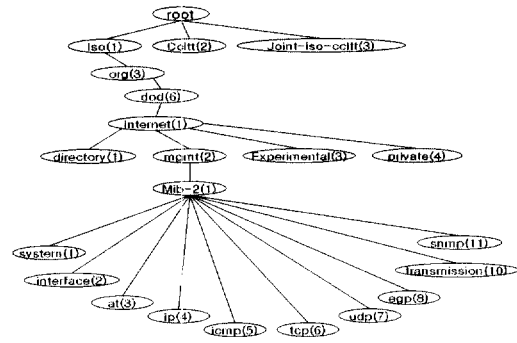 root
iso(1) Ccitt(2) Joint-iso-ccitt(3)
org(3)
dod(6)
internet(1)
directory(1) mgmt(2) Experimental(3) private(4)
Mib-2(1)
snmp(11)
system(1)
Transmission(10)
interface(2)
egp(8)
at(3)
udp(7)
ip(4)
icmp(5) tcp(6)